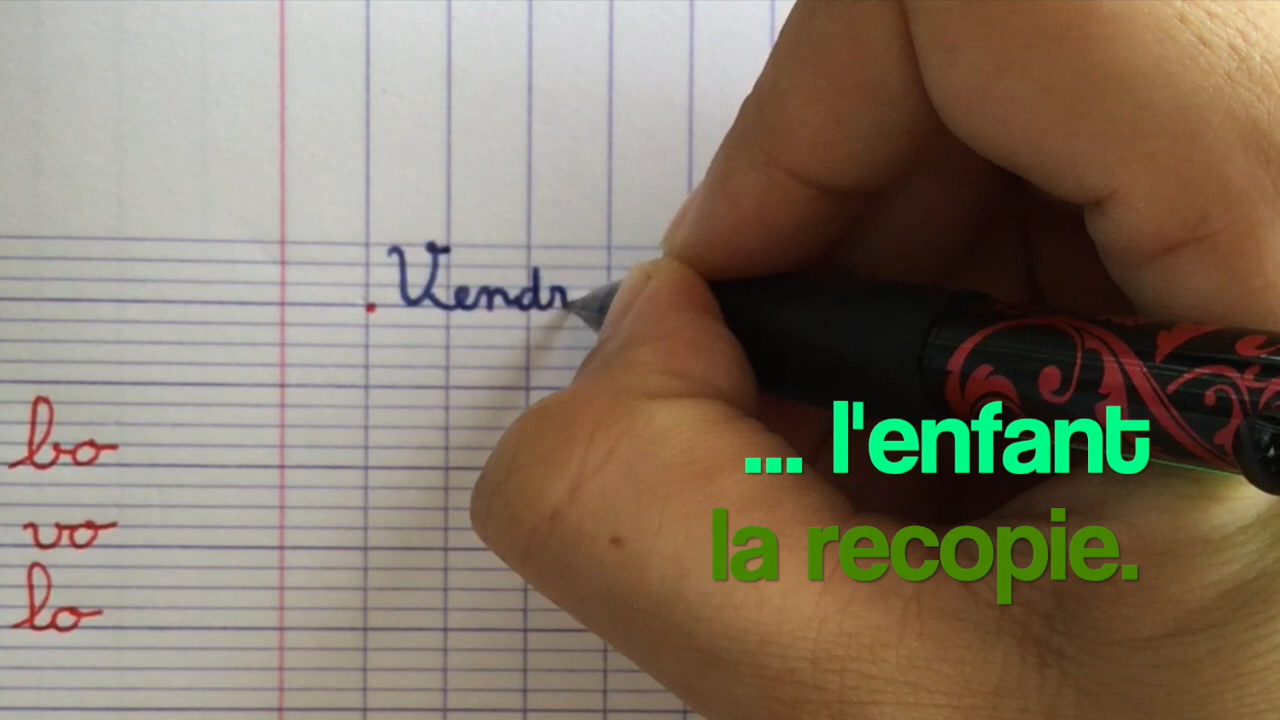 Vendr
bo
vo
lo
... l'enfant
la recopie.